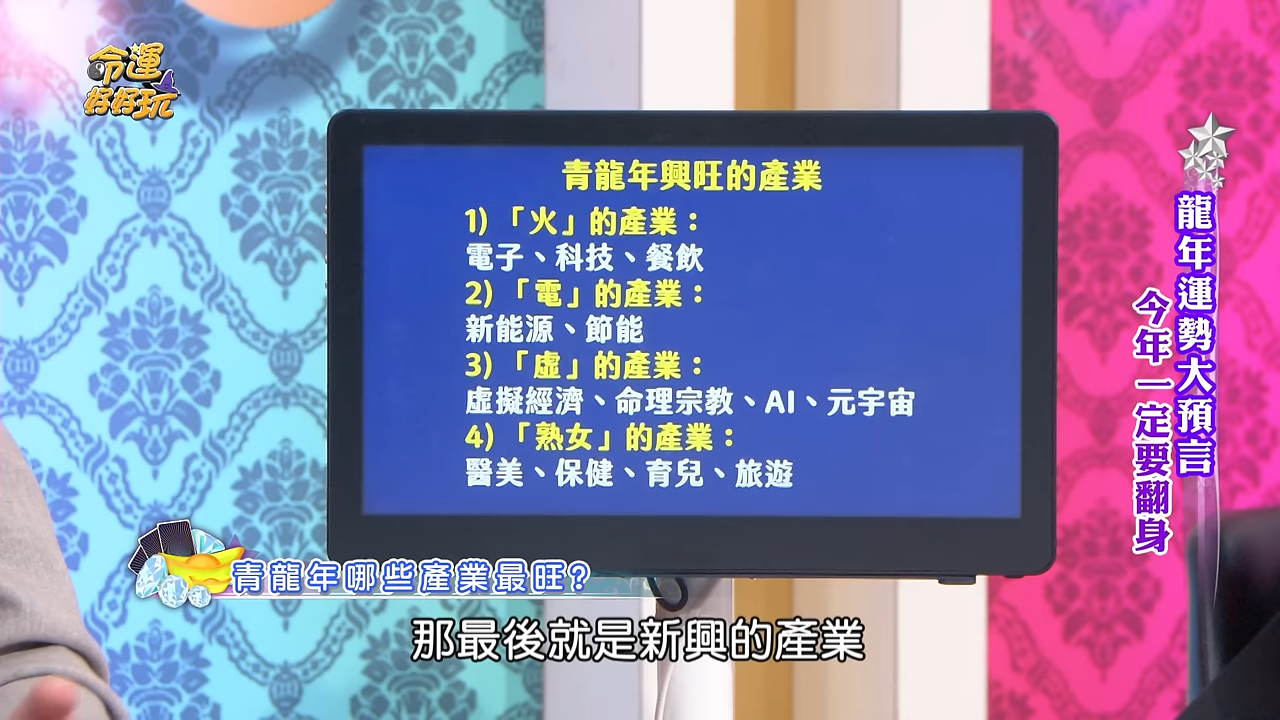 命運
好好玩
青龍年興旺的產業
1)「火」的產業：
電子、科技、餐飲
2)「電」的產業：
新能源、節能
3)「虛」的產業：
虛擬經濟、命理宗教、AI、元宇宙
4)「熟女」的產業：
醫美、保健、育兒、旅遊
龍年運勢大預言
今年一定要翻身
青龍年哪些產業最旺?
那最後就是新興的產業